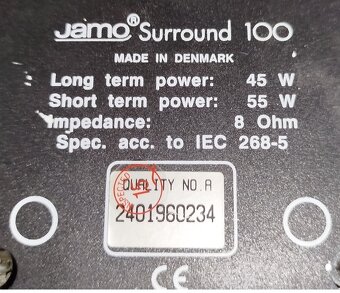 Jamo® Surround 100
MADE IN DENMARK
Long term power: 45 W
Short term power: 55 W
Impedance: 8 Ohm
Spec. acc. to IEC 268-5
QUALITY NO. A
2401960234
CE